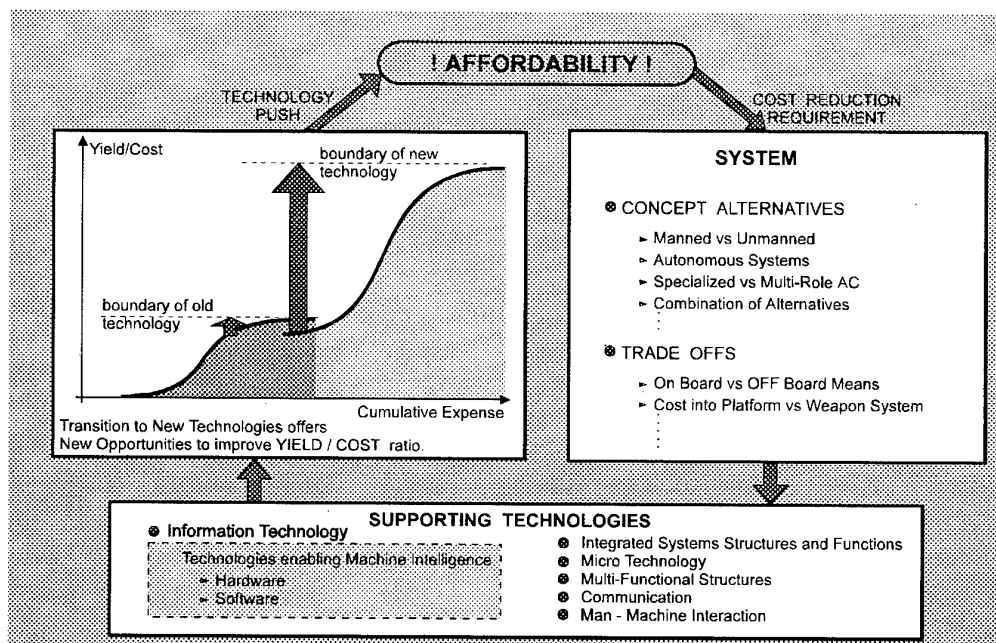 ! AFFORDABILITY !
TECHNOLOGY
PUSH
COST REDUCTION
REQUIREMENT
Yield/Cost
boundary of new
technology
boundary of old
technology
Cumulative Expense
Transition to New Technologies offers
New Opportunities to improve YIELD / COST ratio.
SYSTEM
CONCEPT ALTERNATIVES
Manned vs Unmanned
Autonomous Systems
Specialized vs Multi-Role AC
Combination of Alternatives
TRADE OFFS
On Board vs OFF Board Means
Cost into Platform vs Weapon System
SUPPORTING TECHNOLOGIES
Information Technology
Technologies enabling Machine Intelligence
Hardware
Software
Integrated Systems Structures and Functions
Micro Technology
Multi-Functional Structures
Communication
Man - Machine Interaction